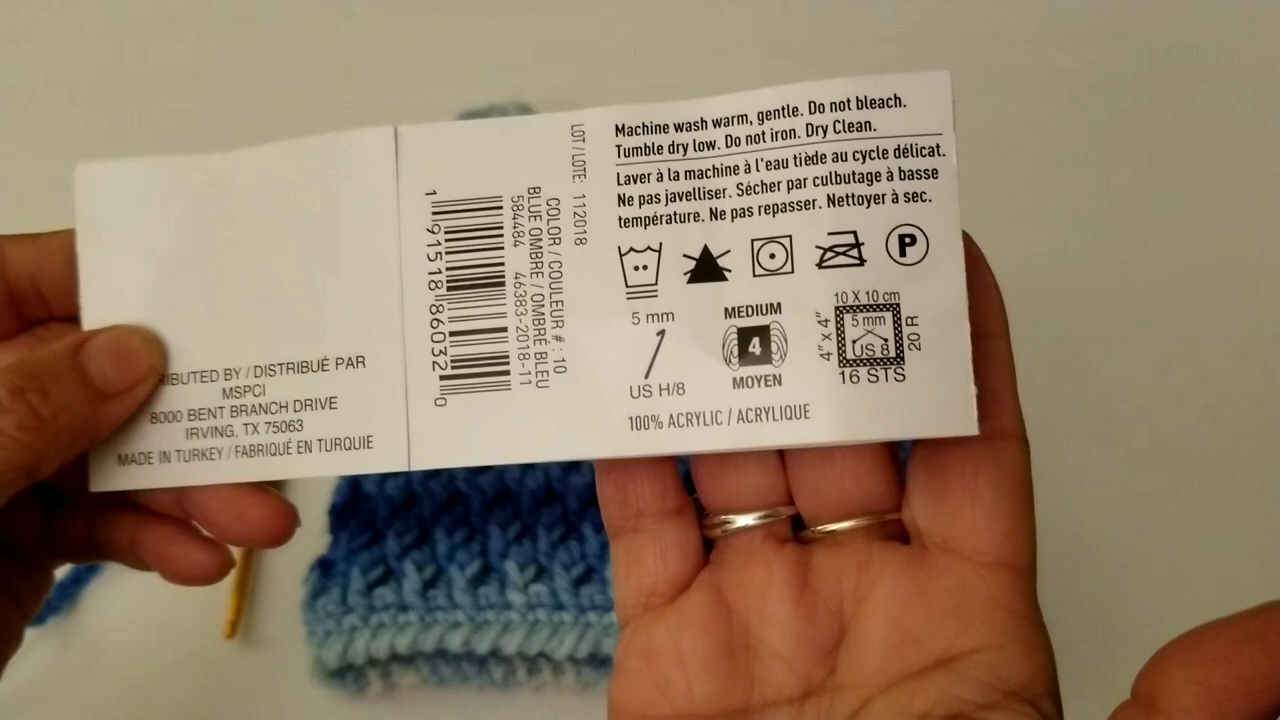 RIBUTED BY / DISTRIBUÉ PAR
MSPCI
8000 BENT BRANCH DRIVE
IRVING, TX 75063
MADE IN TURKEY / FABRIQUÉ EN TURQUIE
LOT / LOTE: 112018
COLOR / COULEUR # : 10
BLUE OMBRE / OMBRÉ BLEU
584484 46383-2018-11
1 91518 86032 0
Machine wash warm, gentle. Do not bleach.
Tumble dry low. Do not iron. Dry Clean.
Laver à la machine à l'eau tiède au cycle délicat.
Ne pas javelliser. Sécher par culbutage à basse
température. Ne pas repasser. Nettoyer à sec.
P
5 mm
US H/8
MEDIUM
4
MOYEN
10 X 10 cm
4" x 4"
5 mm
US 8
20 R
16 STS
100% ACRYLIC / ACRYLIQUE